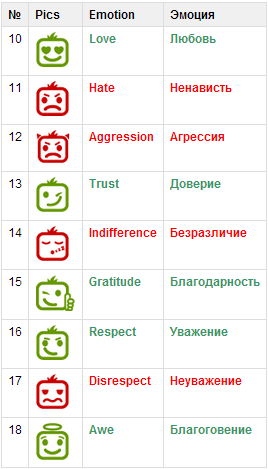 № Pics Emotion Эмоция
10 Love Любовь
11 Hate Ненависть
12 Aggression Агрессия
13 Trust Доверие
14 Indifference Безразличие
15 Gratitude Благодарность
16 Respect Уважение
17 Disrespect Неуважение
18 Awe Благоговение